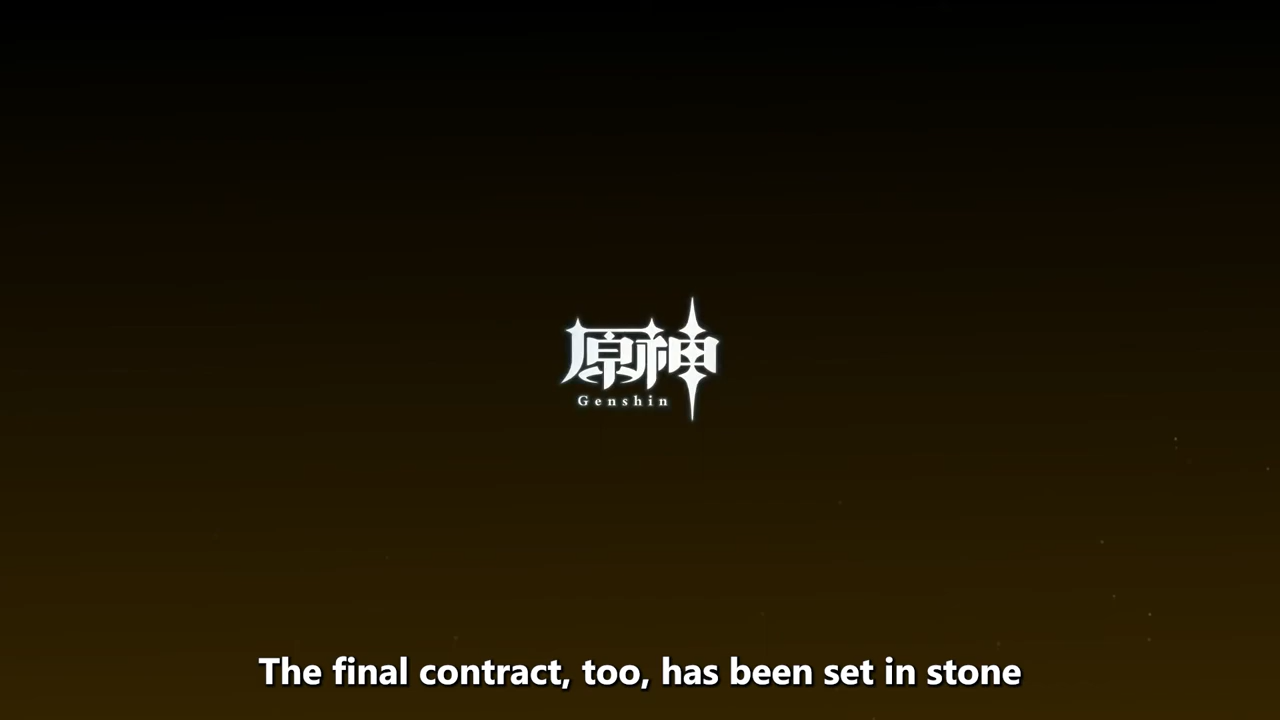 原神
Genshin
The final contract, too, has been set in stone